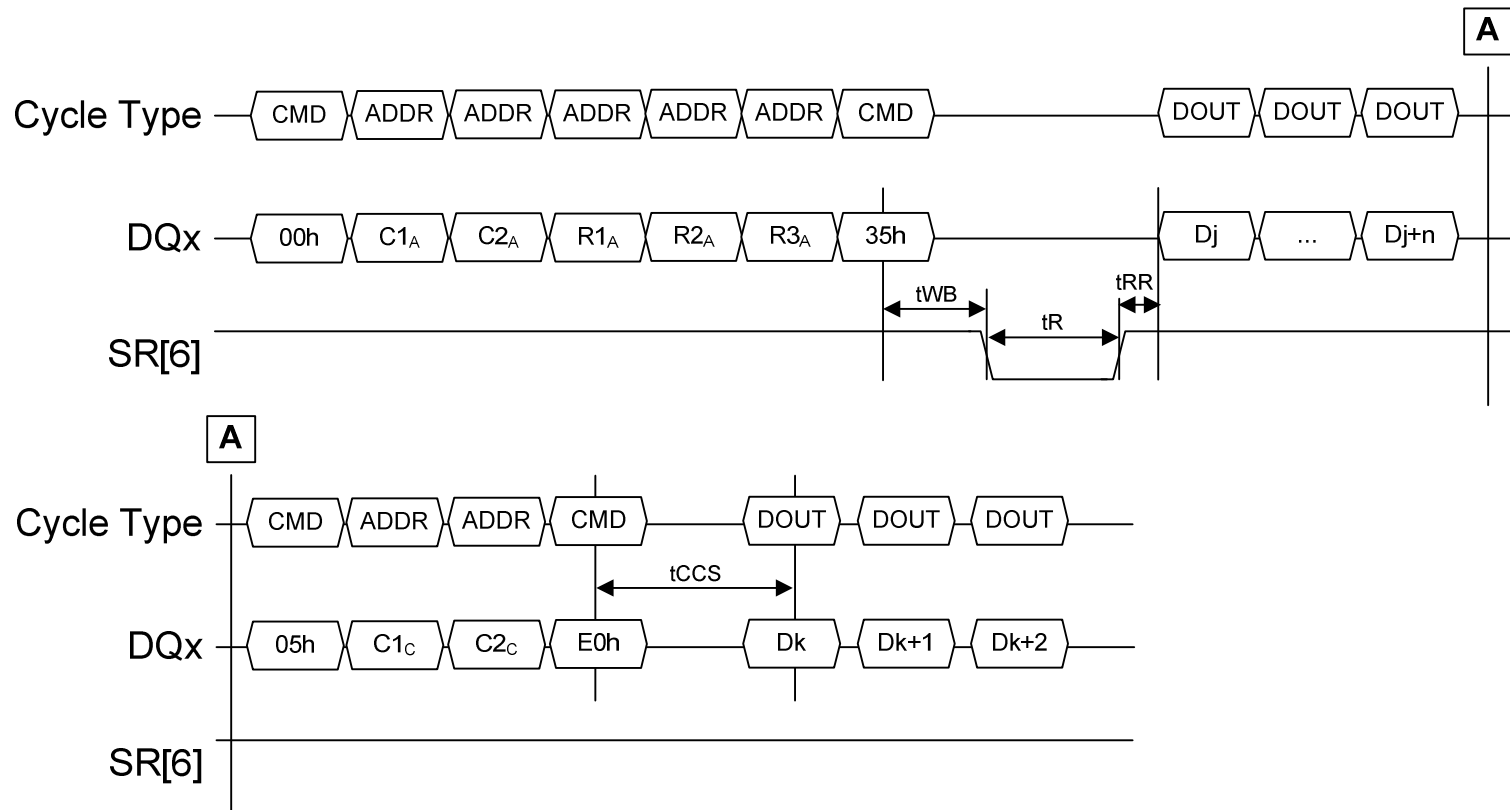 A
Cycle Type CMD ADDR ADDR ADDR ADDR ADDR CMD DOUT DOUT DOUT
DQx 00h C1A C2A R1A R2A R3A 35h Dj ... Dj+n
tWB tR tRR
SR[6]
A
Cycle Type CMD ADDR ADDR CMD DOUT DOUT DOUT
tCCS
DQx 05h C1C C2C E0h Dk Dk+1 Dk+2
SR[6]